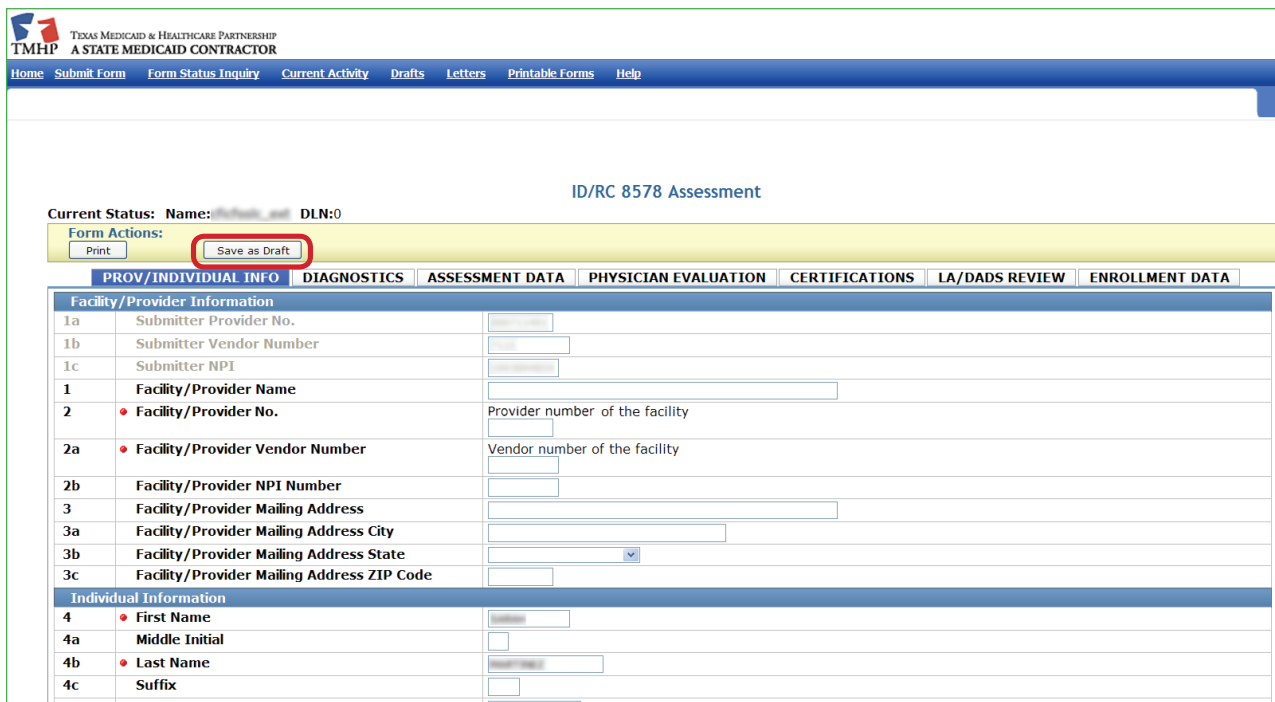 TEXAS MEDICAID & HEALTHCARE PARTNERSHIP
TMHP A STATE MEDICAID CONTRACTOR
Home Submit Form Form Status Inquiry Current Activity Drafts Letters Printable Forms Help
ID/RC 8578 Assessment
Current Status: Name: DLN:0
Form Actions:
Print Save as Draft
PROV/INDIVIDUAL INFO DIAGNOSTICS ASSESSMENT DATA PHYSICIAN EVALUATION CERTIFICATIONS LA/DADS REVIEW ENROLLMENT DATA
Facility/Provider Information
1a Submitter Provider No.
1b Submitter Vendor Number
1c Submitter NPI
1 Facility/Provider Name
2 Facility/Provider No. Provider number of the facility
2a Facility/Provider Vendor Number Vendor number of the facility
2b Facility/Provider NPI Number
3 Facility/Provider Mailing Address
3a Facility/Provider Mailing Address City
3b Facility/Provider Mailing Address State
3c Facility/Provider Mailing Address ZIP Code
Individual Information
4 First Name
4a Middle Initial
4b Last Name
4c Suffix